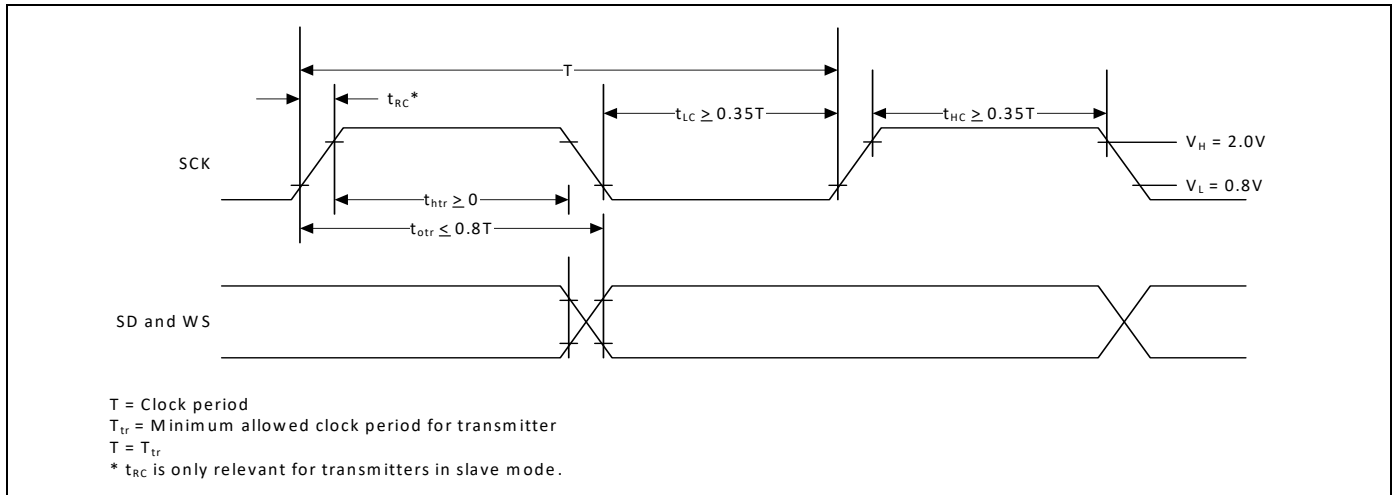 T
tRC*
tLC ≥ 0.35T
tHC ≥ 0.35T
VH = 2.0V
SCK
VL = 0.8V
thtr ≥ 0
totr ≤ 0.8T
SD and WS
T = Clock period
Ttr = Minimum allowed clock period for transmitter
T = Ttr
* tRC is only relevant for transmitters in slave mode.